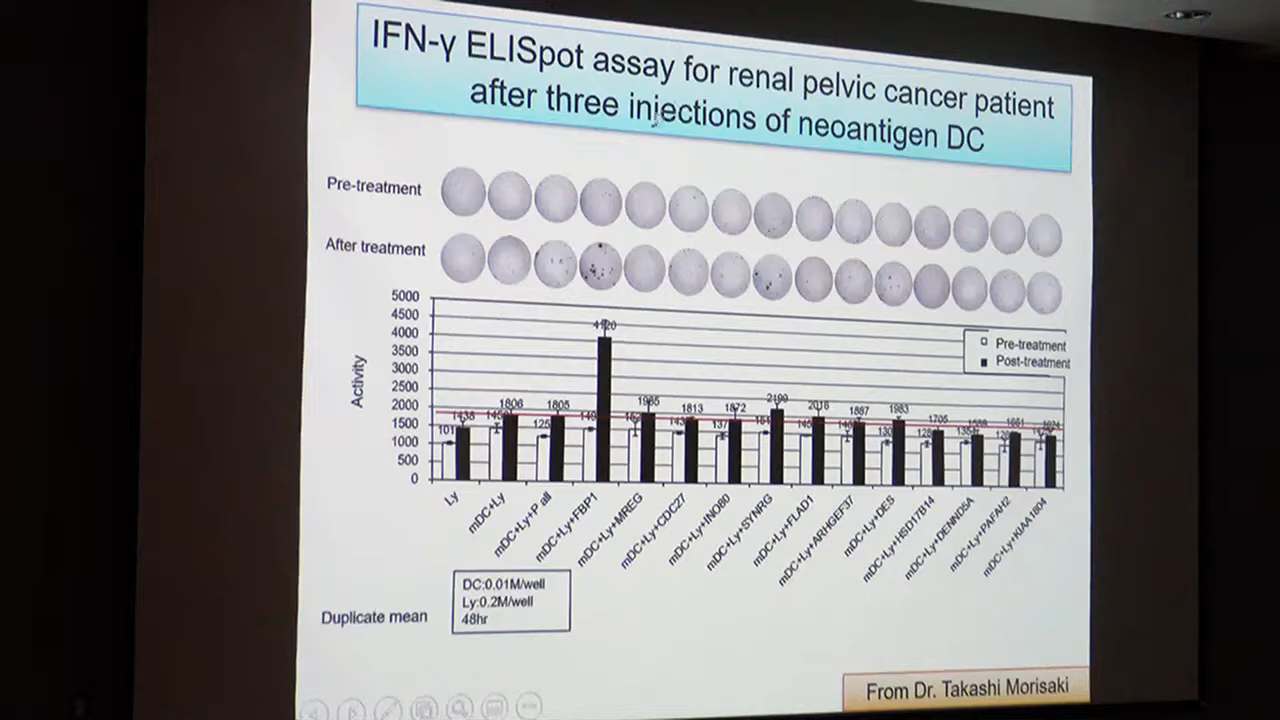 IFN-γ ELISpot assay for renal pelvic cancer patient
after three injections of neoantigen DC
Pre-treatment
After treatment
5000
4500
4000
3500
3000
2500
2000
1500
1000
500
0
Activity
Pre-treatment
Post-treatment
1438
1806
1805
4120
1985
1813
1872
2199
2016
1887
1983
1705
1661
Ly
mDC+Ly
mDC+Ly+P all
mDC+Ly+FBP1
mDC+Ly+MREG
mDC+Ly+CDC27
mDC+Ly+INO80
mDC+Ly+SYNRG
mDC+Ly+FLAD1
mDC+Ly+ARHGEF37
mDC+Ly+DES
mDC+Ly+HSD17B14
mDC+Ly+DENND5A
mDC+Ly+PAFAH2
mDC+Ly+KIAA1804
DC:0.01M/well
Ly:0.2M/well
48hr
Duplicate mean
From Dr. Takashi Morisaki